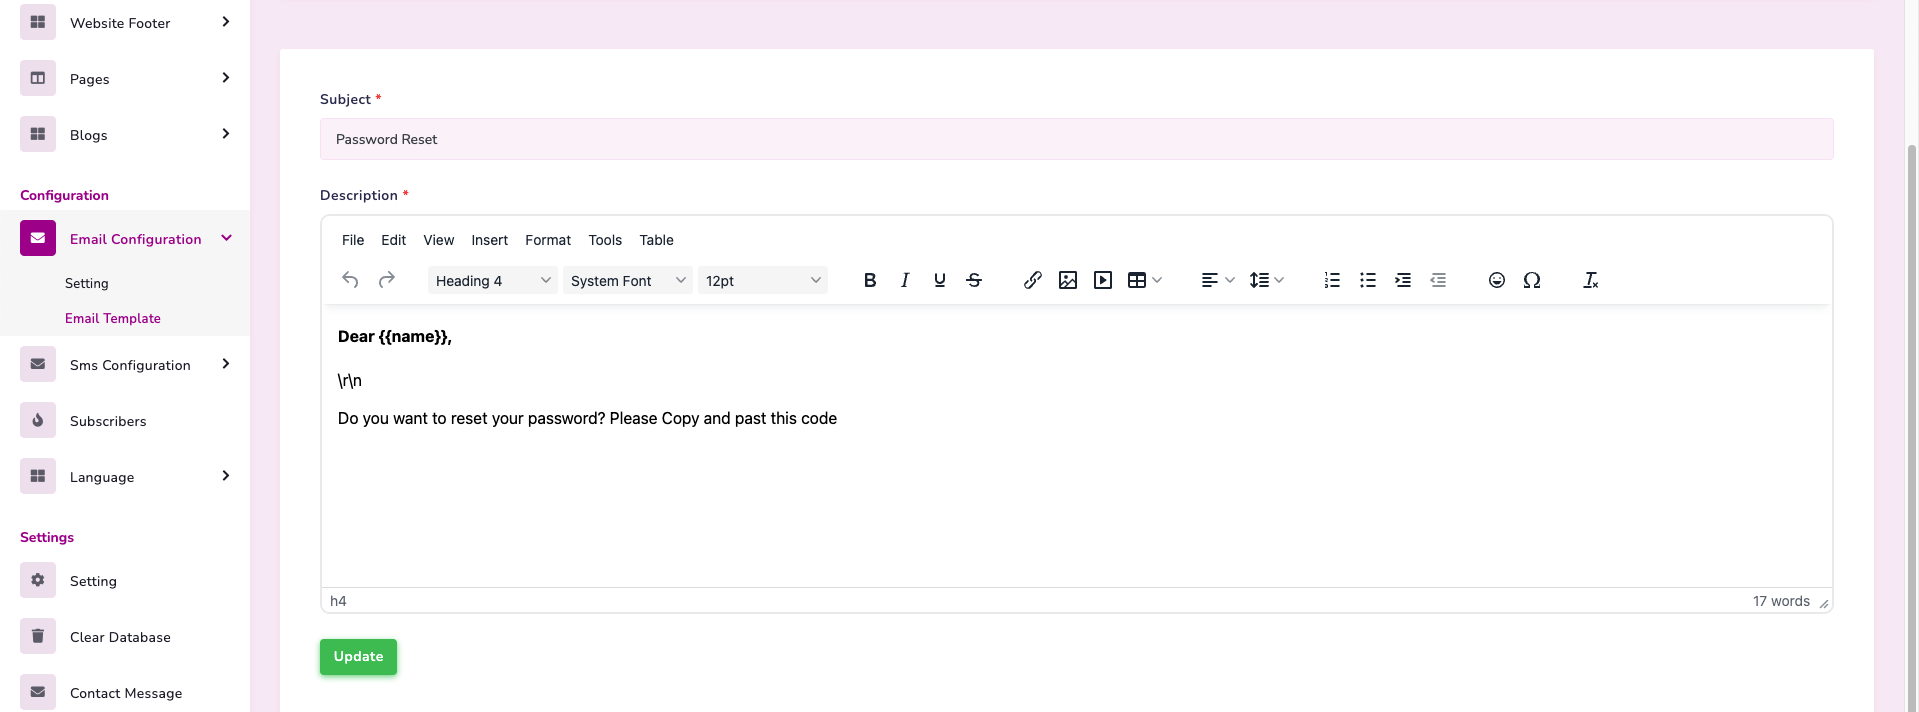 Website Footer
Pages
Blogs
Configuration
Email Configuration
Setting
Email Template
Sms Configuration
Subscribers
Language
Settings
Setting
Clear Database
Contact Message
Subject *
Password Reset
Description *
File Edit View Insert Format Tools Table
Heading 4 System Font 12pt
Dear {{name}},
\r\n
Do you want to reset your password? Please Copy and past this code
h4 17 words
Update